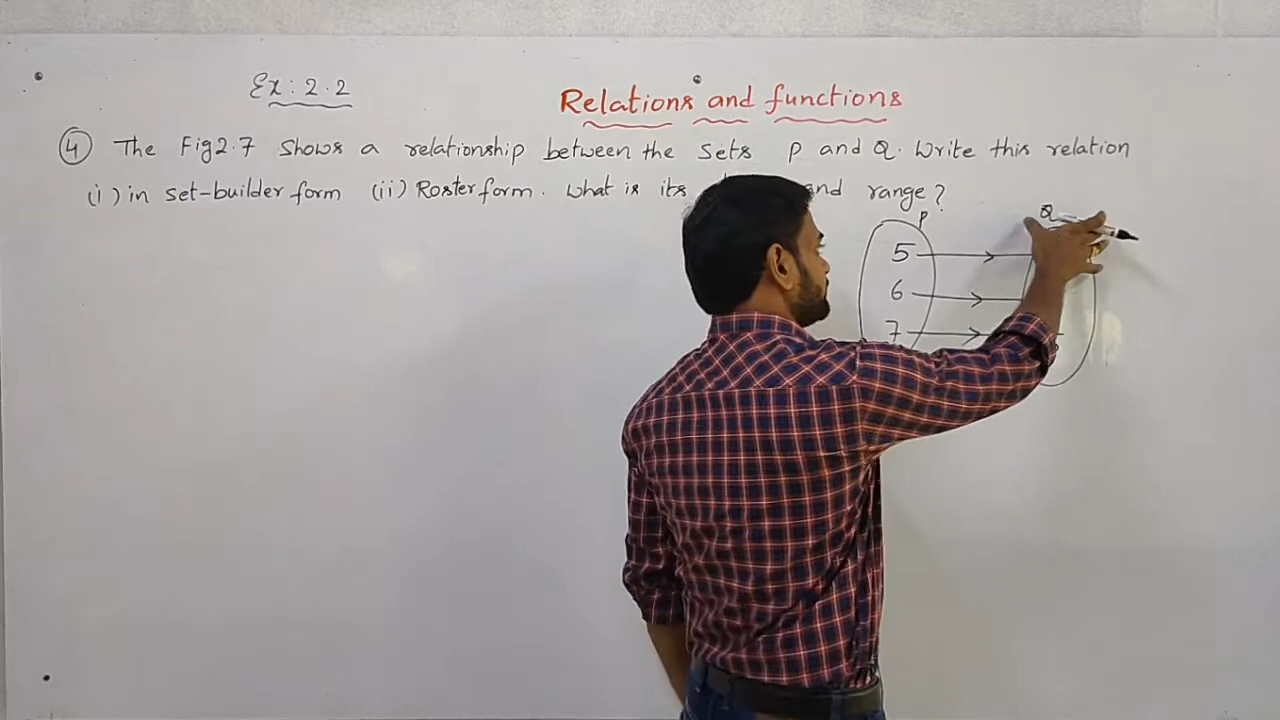 Ex: 2.2
Relations and functions
4 The Fig2.7 Shows a relationship between the Sets P and Q. Write this relation
(i) in set-builder form (ii) Roster form. What is its and range?
P
Q
5
6
7